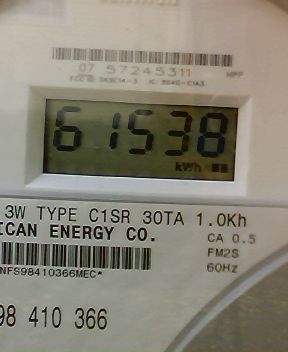 07 57245311
61538
kWh
3W TYPE C1SR 30TA 1.0Kh
ICAN ENERGY CO.
CA 0.5
FM2S
60Hz
NFS98410366MEC*
98 410 366